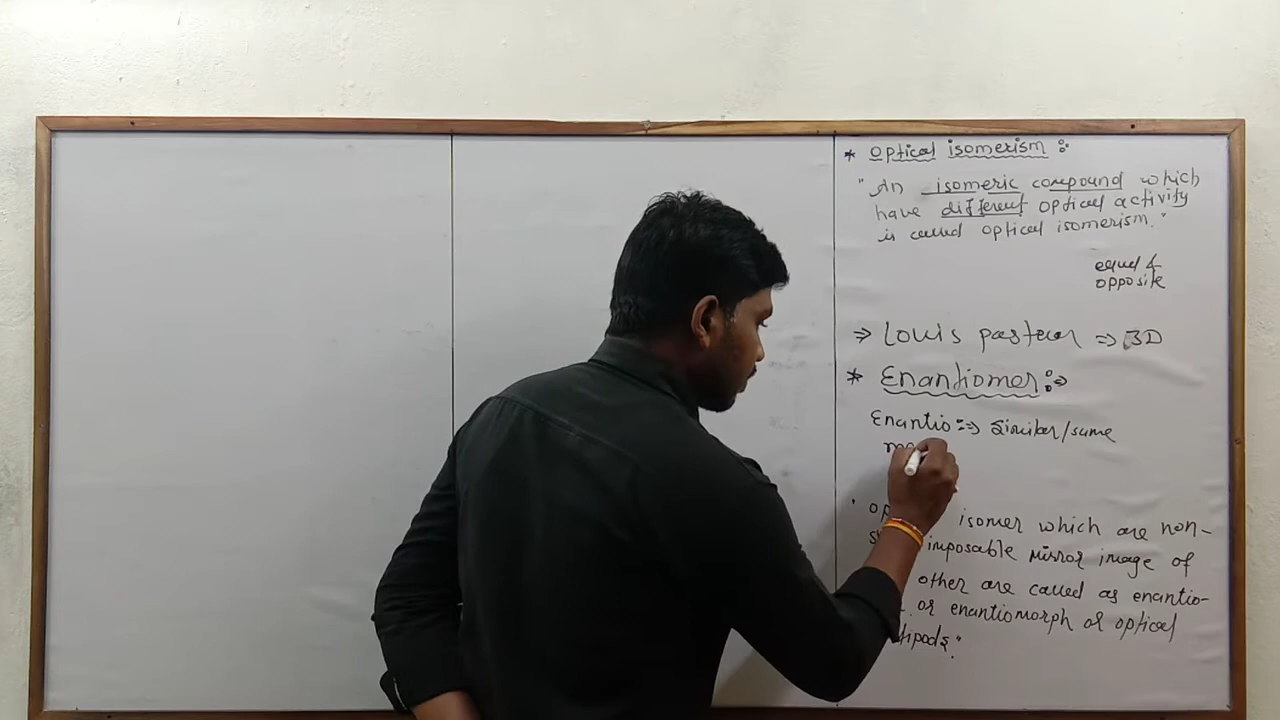 * Optical isomerism :
"An isomeric compound which
have different optical activity
is called optical isomerism."
equal &
opposite
⇒ Louis pasteur ⇒ 3D
* Enantiomer :⇒
Enantio :⇒ Similar/same
isomer which are non-
imposable mirror image of
other are called as enantio-
or enantiomorph or optical
tipods."